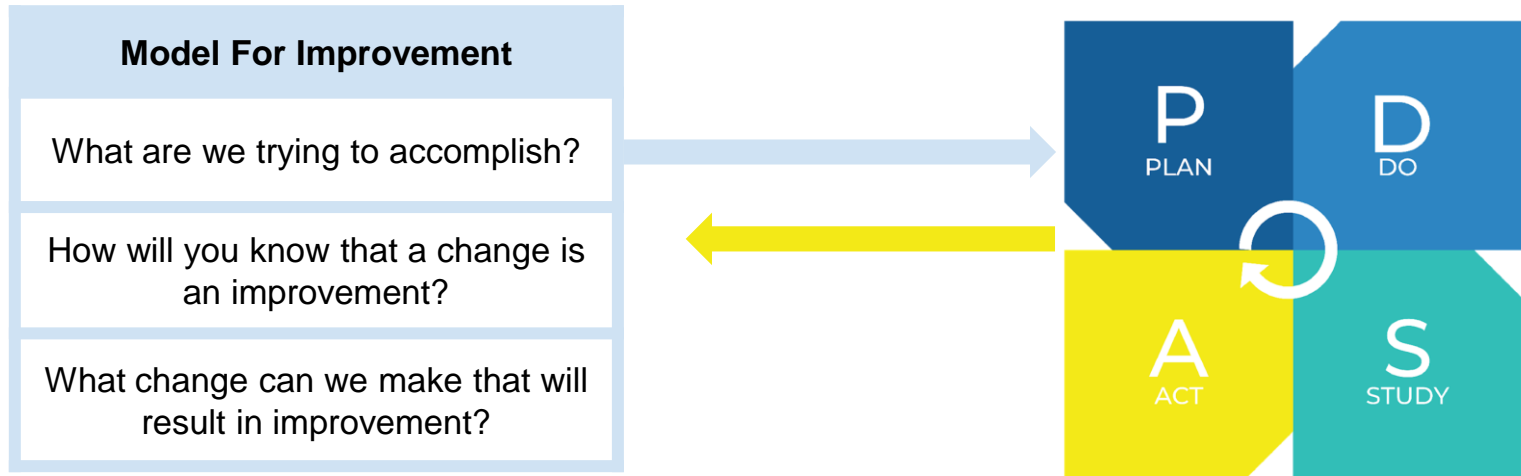 Model For Improvement
What are we trying to accomplish?
How will you know that a change is
an improvement?
What change can we make that will
result in improvement?
P
PLAN
D
DO
A
ACT
S
STUDY